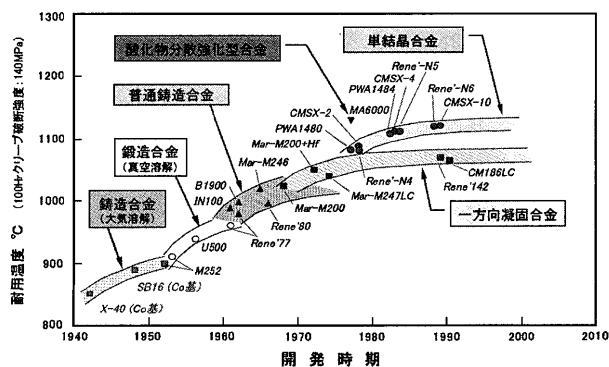 1300
1200
1100
1000
900
800
耐用温度 ℃
(100Hrクリープ破断強度:140MPa)
1940
1950
1960
1970
1980
1990
2000
2010
開発時期
酸化物分散強化型合金
単結晶合金
普通鋳造合金
鍛造合金
(真空溶解)
鋳造合金
(大気溶解)
一方向凝固合金
Rene'-N5
CMSX-4
PWA1484
Rene'-N6
CMSX-10
CMSX-2
MA6000
PWA1480
Mar-M200+Hf
Mar-M246
B1900
IN100
Rene'-N4
CM186LC
Mar-M247LC
Rene'142
Mar-M200
Rene'80
Rene'77
U500
M252
SB16 (Co基)
X-40 (Co基)